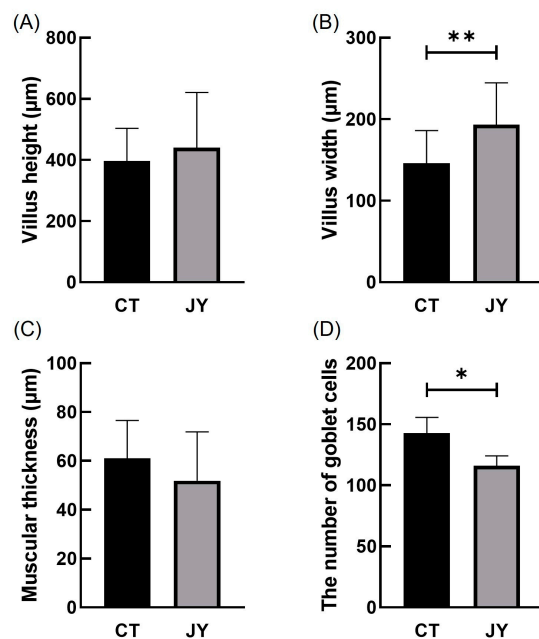 (A)
Villus height (μm)
800
600
400
200
0
CT
JY
(B)
Villus width (μm)
300
200
100
0
**
CT
JY
(C)
Muscular thickness (μm)
100
80
60
40
20
0
CT
JY
(D)
The number of goblet cells
200
150
100
50
0
*
CT
JY